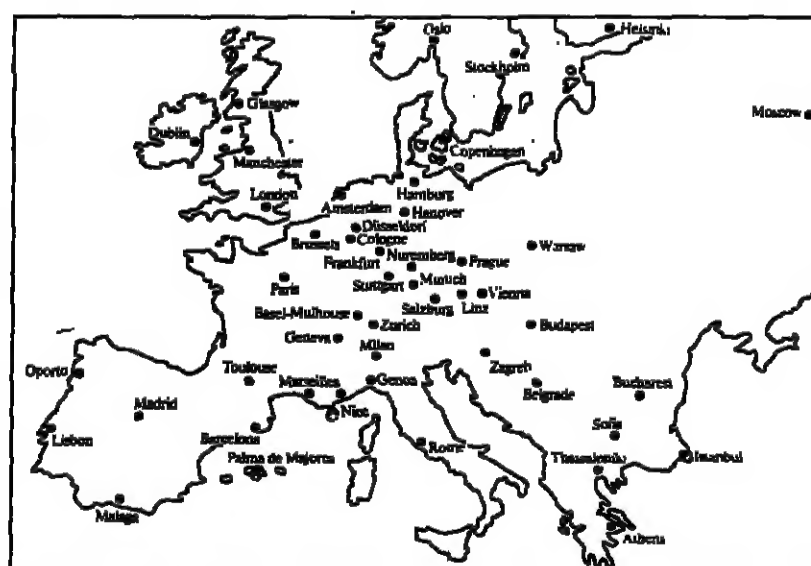 Oslo
Helsinki
Stockholm
Glasgow
Moscow
Dublin
Manchester
Copenhagen
London
Hamburg
Amsterdam
Hanover
Düsseldorf
Brussels
Cologne
Warsaw
Nuremberg
Frankfurt
Prague
Paris
Stuttgart
Munich
Vienna
Salzburg
Linz
Basel-Mulhouse
Zurich
Budapest
Geneva
Milan
Oporto
Toulouse
Marseilles
Genoa
Zagreb
Belgrade
Bucharest
Madrid
Nice
Lisbon
Barcelona
Rome
Sofia
Palma de Majorca
Thessaloniki
Istanbul
Malaga
Athens